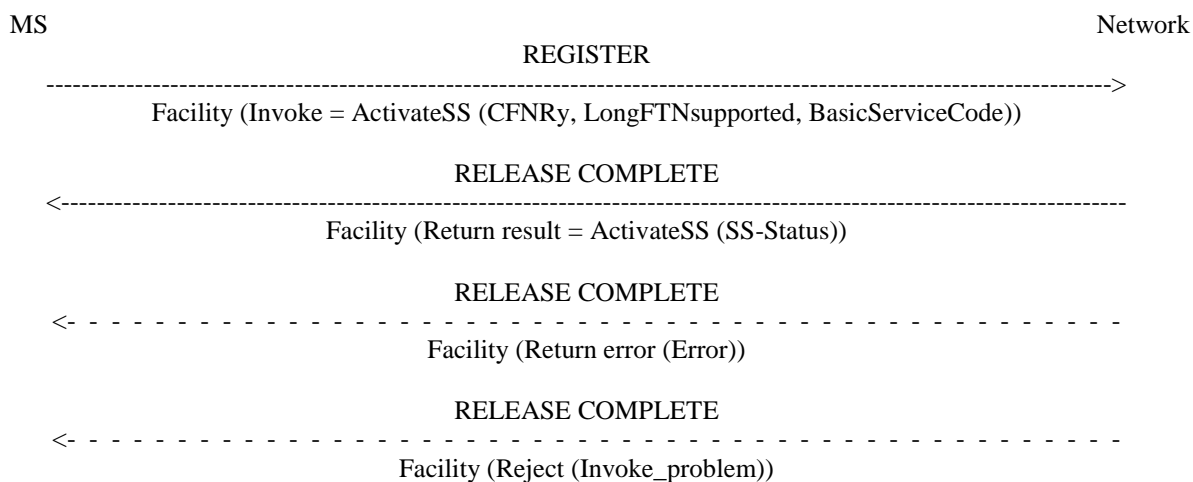 MS Network
REGISTER
Facility (Invoke = ActivateSS (CFNRy, LongFTNsupported, BasicServiceCode))
RELEASE COMPLETE
Facility (Return result = ActivateSS (SS-Status))
RELEASE COMPLETE
Facility (Return error (Error))
RELEASE COMPLETE
Facility (Reject (Invoke_problem))